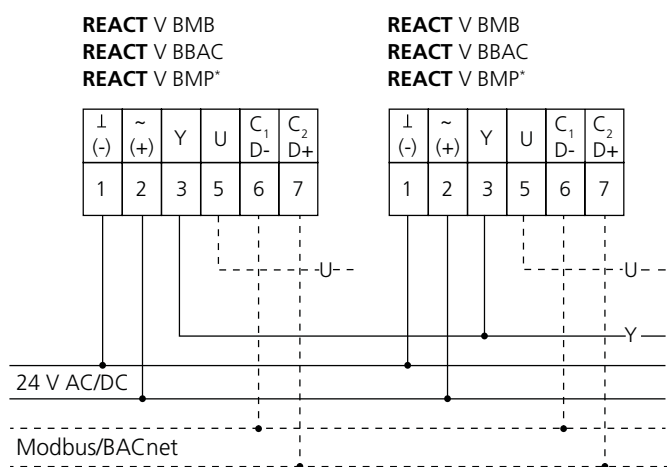 REACT V BMB
REACT V BBAC
REACT V BMP*
⊥ (-) ~ (+) Y U C1 D- C2 D+
1 2 3 5 6 7
REACT V BMB
REACT V BBAC
REACT V BMP*
⊥ (-) ~ (+) Y U C1 D- C2 D+
1 2 3 5 6 7
U
U
Y
24 V AC/DC
Modbus/BACnet